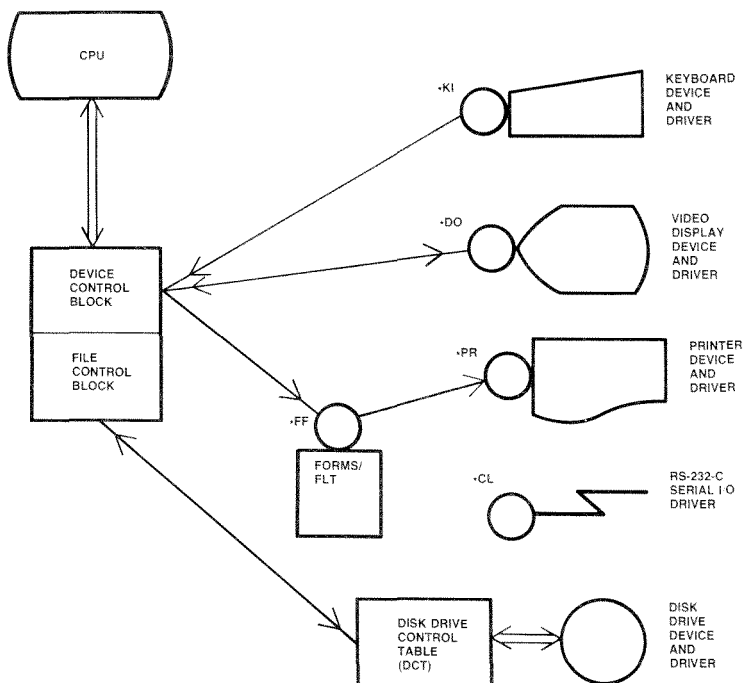 CPU
*KI
KEYBOARD
DEVICE
AND
DRIVER
*DO
VIDEO
DISPLAY
DEVICE
AND
DRIVER
DEVICE
CONTROL
BLOCK
FILE
CONTROL
BLOCK
*PR
PRINTER
DEVICE
AND
DRIVER
*FF
FORMS/
FLT
*CL
RS-232-C
SERIAL I/O
DRIVER
DISK DRIVE
CONTROL
TABLE
(DCT)
DISK
DRIVE
DEVICE
AND
DRIVER